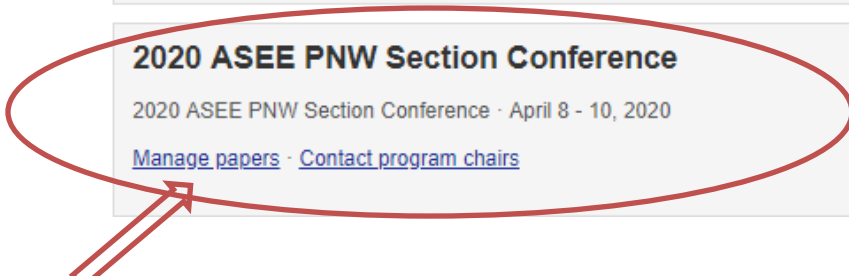 2020 ASEE PNW Section Conference
2020 ASEE PNW Section Conference · April 8 - 10, 2020
Manage papers · Contact program chairs